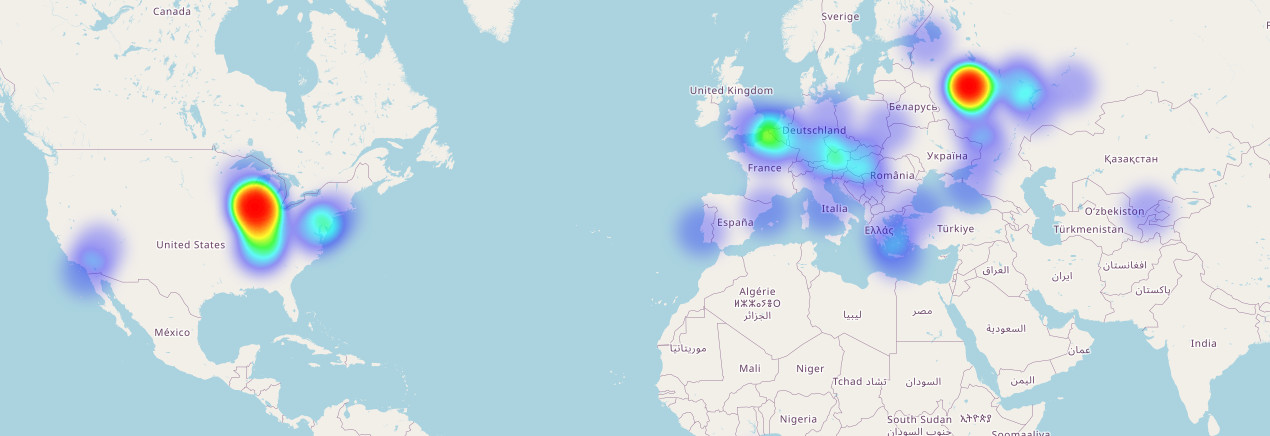 Canada
Sverige
United Kingdom
Беларусь
Deutschland
Україна
Қазақстан
France
România
United States
España
Italia
Ελλάς
Türkiye
Oʻzbekiston
Türkmenistan
العراق
ایران
افغانستان
پاکستان
México
Algérie
ⵍⵣⵣⴰⵢⴻⵔ
الجزائر
ليبيا
مصر
السعودية
عمان
India
موريتانيا
Mali
Niger
Tchad تشاد
السودان
اليمن
Nigeria
South Sudan
جنوب السودان
ኢትዮጵያ
Soomaaliya